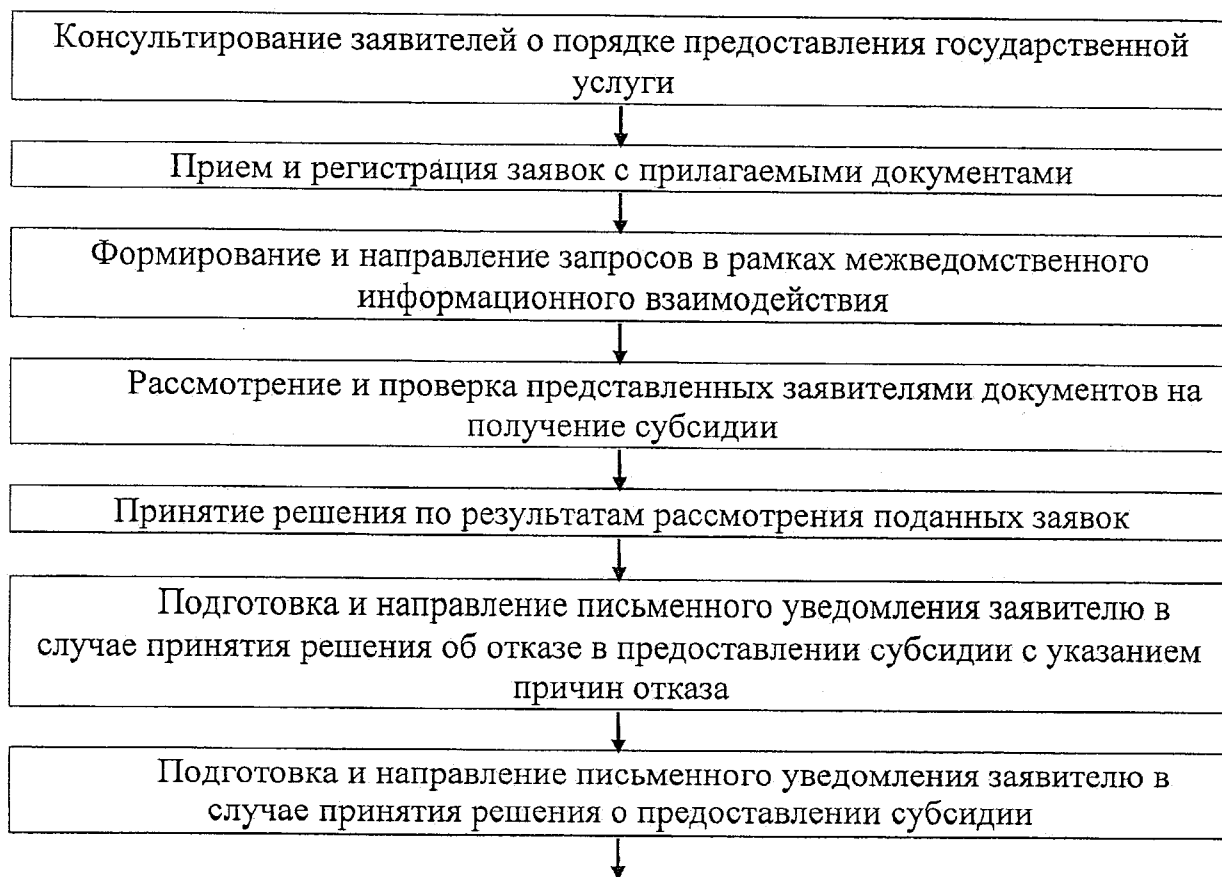 Консультирование заявителей о порядке предоставления государственной
услуги
Прием и регистрация заявок с прилагаемыми документами
Формирование и направление запросов в рамках межведомственного
информационного взаимодействия
Рассмотрение и проверка представленных заявителями документов на
получение субсидии
Принятие решения по результатам рассмотрения поданных заявок
Подготовка и направление письменного уведомления заявителю в
случае принятия решения об отказе в предоставлении субсидии с указанием
причин отказа
Подготовка и направление письменного уведомления заявителю в
случае принятия решения о предоставлении субсидии